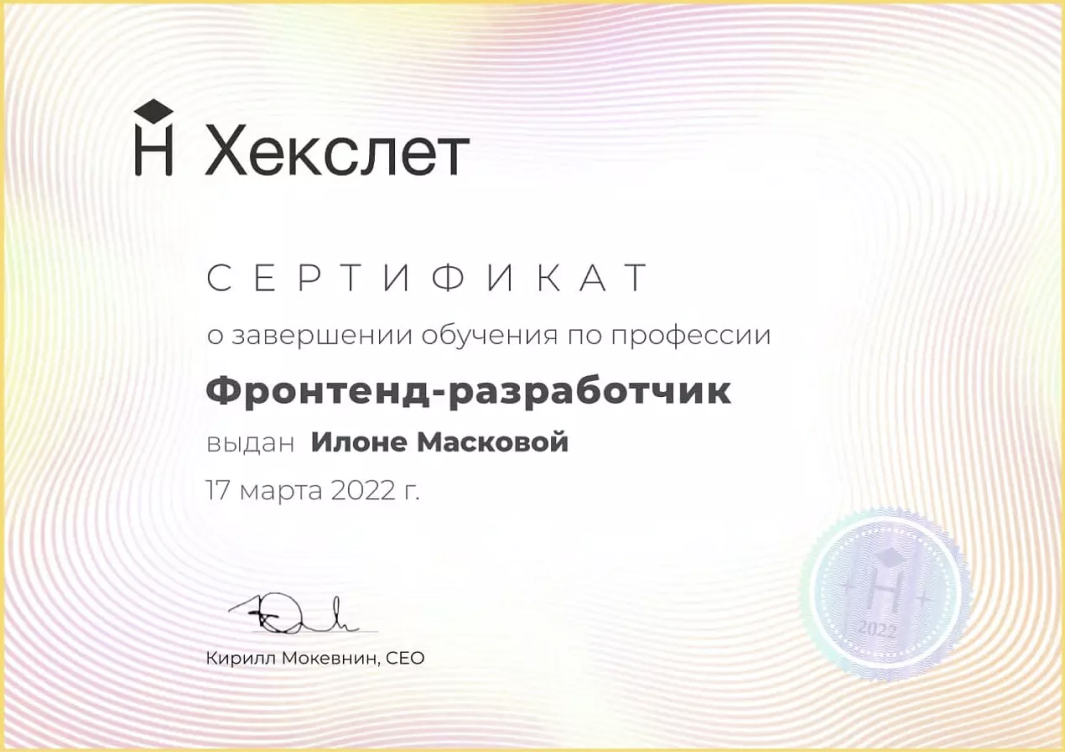 Хекслет
СЕРТИФИКАТ
о завершении обучения по профессии
Фронтенд-разработчик
выдан Илоне Масковой
17 марта 2022 г.
Кирилл Мокевнин, CEO
H
2022